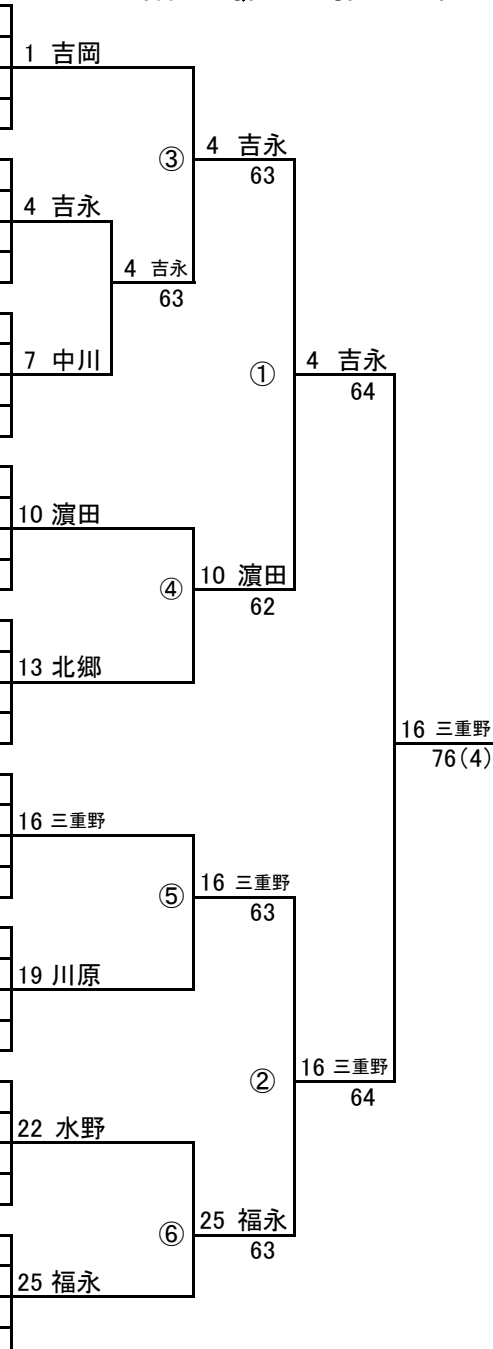 1 吉岡
4 吉永
③
63
4 吉永
4 吉永
63
7 中川
①
4 吉永
64
10 濵田
④
10 濵田
62
13 北郷
16 三重野
76(4)
16 三重野
⑤
16 三重野
63
19 川原
②
16 三重野
64
22 水野
⑥
25 福永
63
25 福永